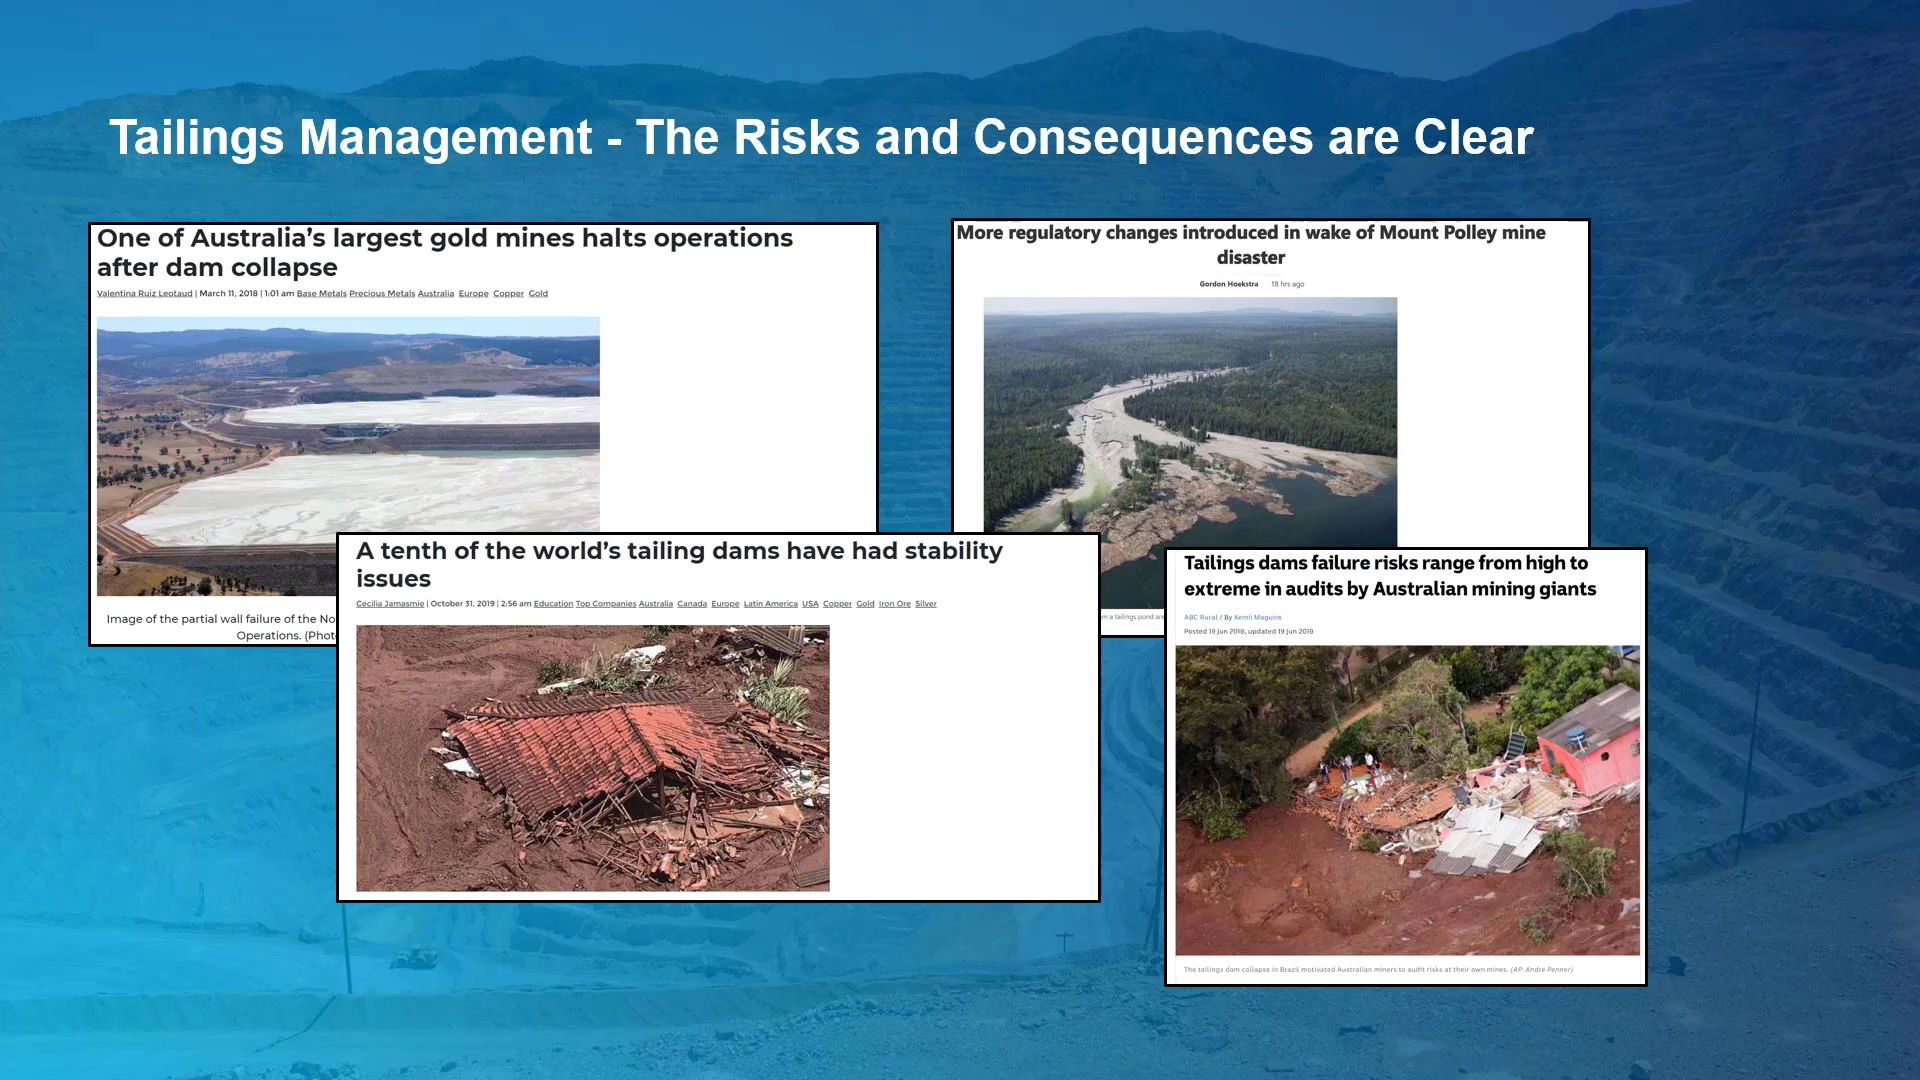 Tailings Management - The Risks and Consequences are Clear
One of Australia’s largest gold mines halts operations
after dam collapse
Valentina Ruiz Leotaud | March 11, 2018 | 1:01 am Base Metals Precious Metals Australia Europe Copper Gold
Image of the partial wall failure of the No
Operations. (Phot
More regulatory changes introduced in wake of Mount Polley mine
disaster
Gordon Hoekstra 18 hrs ago
n a tailings pond are
A tenth of the world’s tailing dams have had stability
issues
Cecilia Jamasmie | October 31, 2019 | 2:56 am Education Top Companies Australia Canada Europe Latin America USA Copper Gold Iron Ore Silver
Tailings dams failure risks range from high to
extreme in audits by Australian mining giants
ABC Rural / By Kemii Maguire
Posted 19 Jun 2019, updated 19 Jun 2019
The tailings dam collapse in Brazil motivated Australian miners to audit risks at their own mines. (AP: Andre Penner)